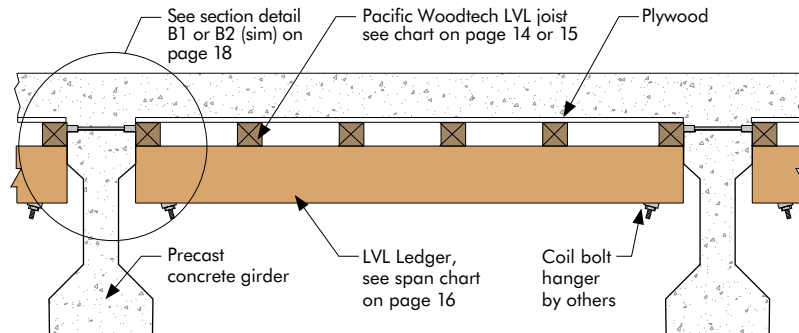 See section detail
B1 or B2 (sim) on
page 18
Pacific Woodtech LVL joist
see chart on page 14 or 15
Plywood
Precast
concrete girder
LVL Ledger,
see span chart
on page 16
Coil bolt
hanger
by others